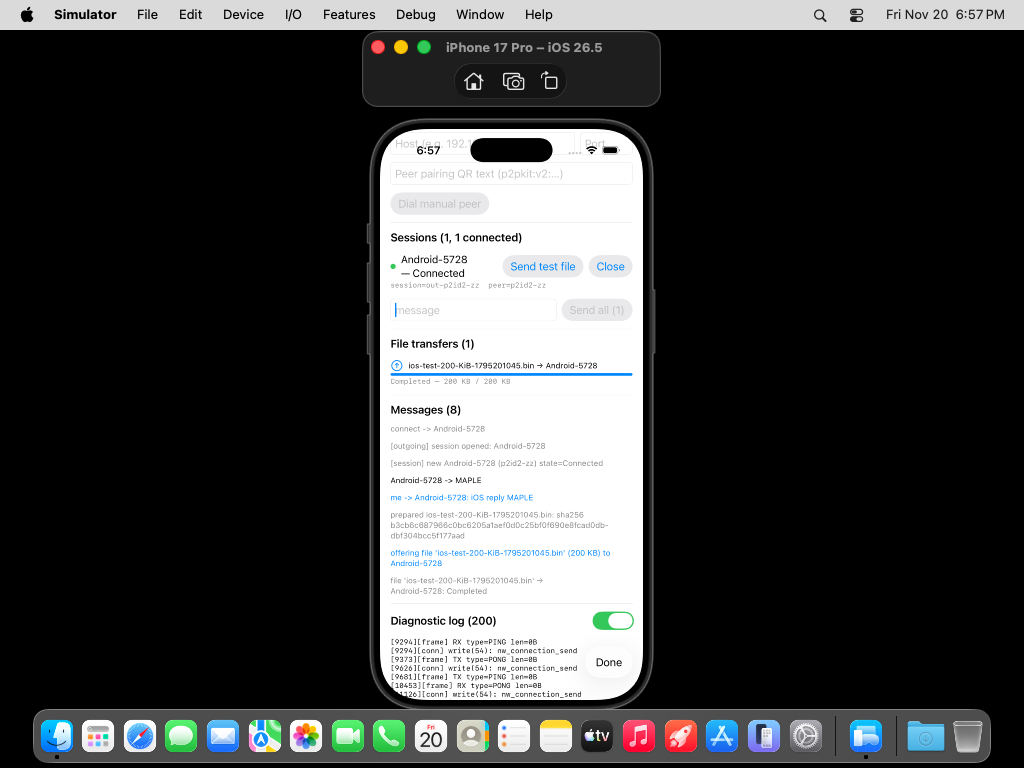 Simulator File Edit Device I/O Features Debug Window Help Fri Nov 20 6:57 PM
iPhone 17 Pro – iOS 26.5
Host (e.g. 192.1 Port
6:57
Peer pairing QR text (p2pkit:v2:...)
Dial manual peer
Sessions (1, 1 connected)
Android-5728
— Connected
Send test file Close
session=out-p2id2-zz peer=p2id2-zz
message Send all (1)
File transfers (1)
ios-test-200-KiB-1795201045.bin → Android-5728
Completed — 200 KB / 200 KB
Messages (8)
connect -> Android-5728
[outgoing] session opened: Android-5728
[session] new Android-5728 (p2id2-zz) state=Connected
Android-5728 -> MAPLE
me -> Android-5728: iOS reply MAPLE
prepared ios-test-200-KiB-1795201045.bin: sha256
b3cb6c687966c0bc6205a1aef0d0c25bf0f690e8fcad0db-
dbf304bcc5f177aad
offering file 'ios-test-200-KiB-1795201045.bin' (200 KB) to
Android-5728
file 'ios-test-200-KiB-1795201045.bin' →
Android-5728: Completed
Diagnostic log (200)
[9294][frame] RX type=PING len=0B
[9294][conn] write(54): nw_connection_send
[9373][frame] TX type=PONG len=0B
[9626][conn] write(54): nw_connection_send
[9681][frame] TX type=PING len=0B
[10453][frame] RX type=PONG len=0B
[conn] write(54): nw_connection_send
Done
Fri
20
tv